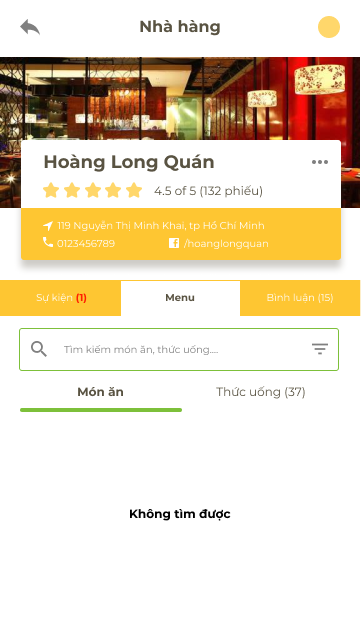 Nhà hàng
Hoàng Long Quán
4.5 of 5 (132 phiếu)
119 Nguyễn Thị Minh Khai, tp Hồ Chí Minh
0123456789 /hoanglongquan
Sự kiện (1) Menu Bình luận (15)
Tìm kiếm món ăn, thức uống....
Món ăn Thức uống (37)
Không tìm được